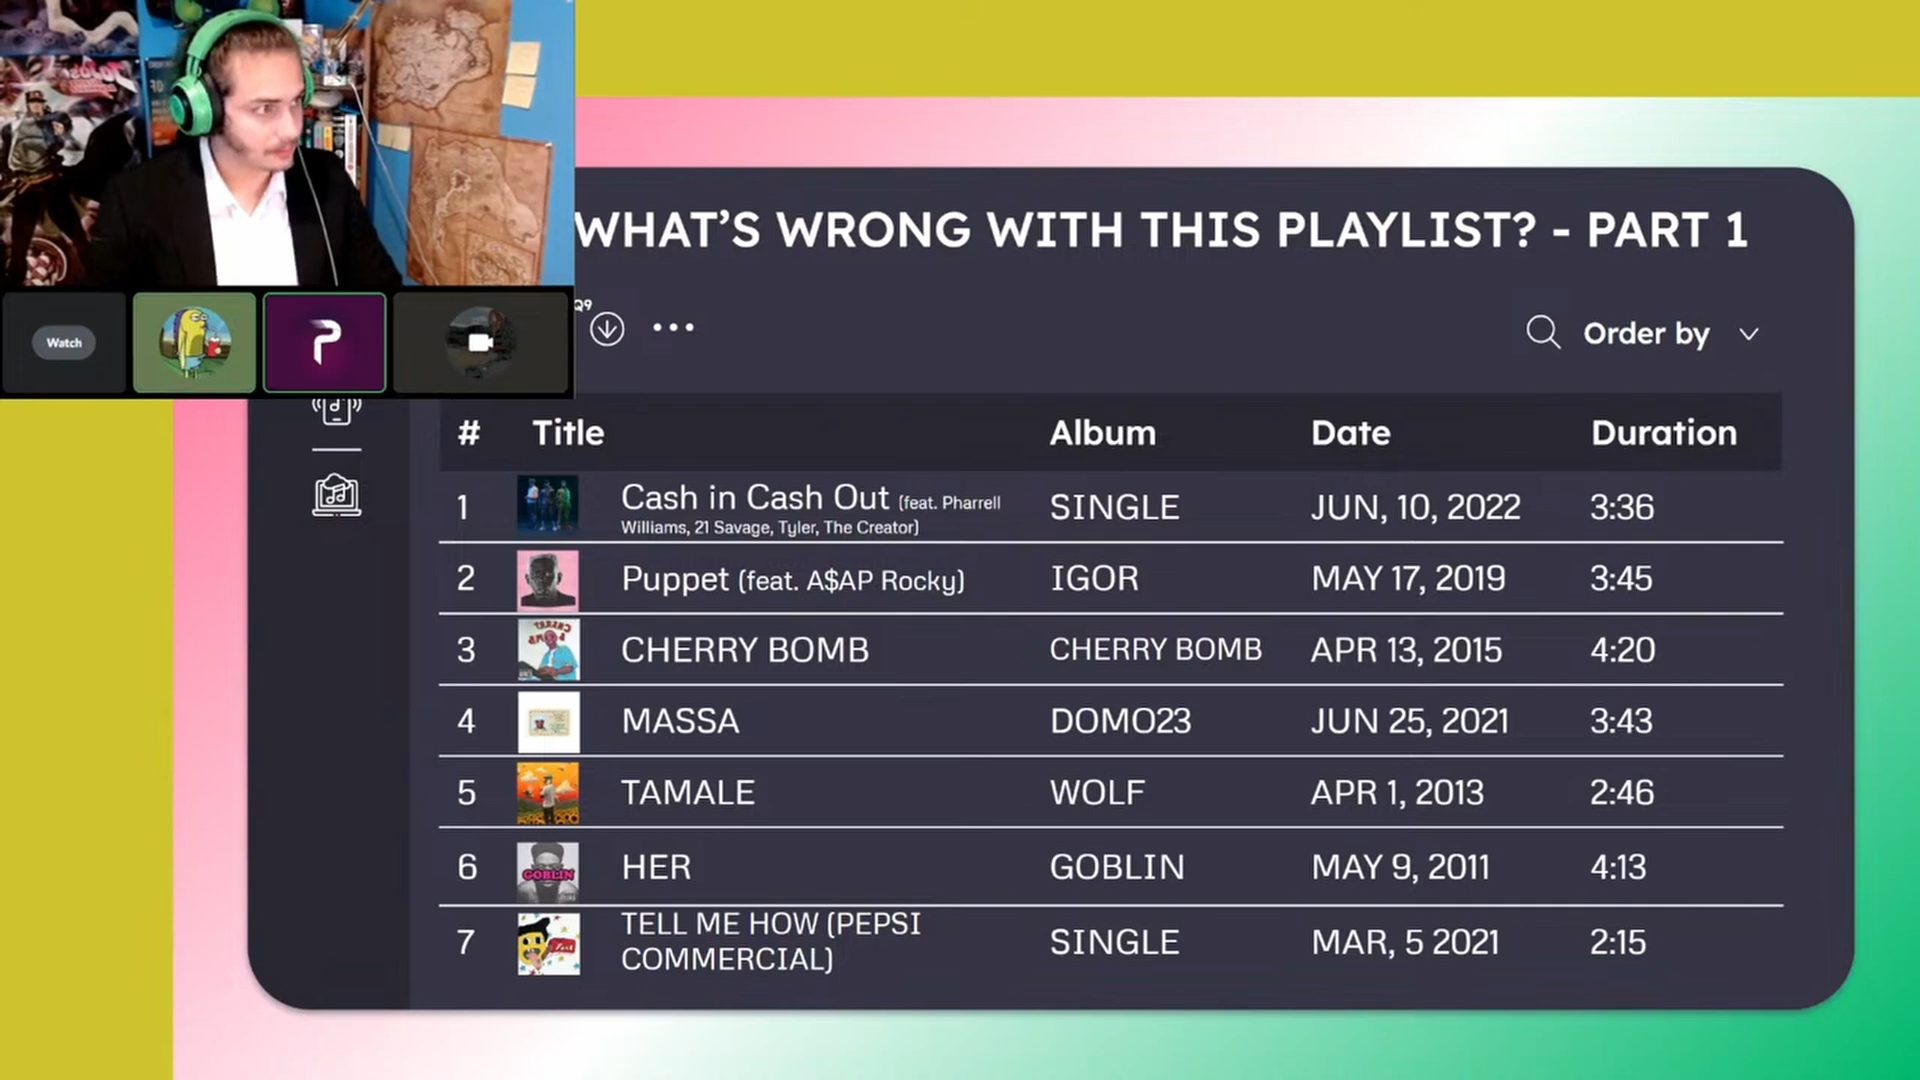 WHAT’S WRONG WITH THIS PLAYLIST? - PART 1
Q9
Order by
Watch
# Title Album Date Duration
1 Cash in Cash Out (feat. Pharrell
Williams, 21 Savage, Tyler, The Creator)
SINGLE JUN, 10, 2022 3:36
2 Puppet (feat. A$AP Rocky) IGOR MAY 17, 2019 3:45
3 CHERRY BOMB CHERRY BOMB APR 13, 2015 4:20
4 MASSA DOMO23 JUN 25, 2021 3:43
5 TAMALE WOLF APR 1, 2013 2:46
6 GOBLIN HER GOBLIN MAY 9, 2011 4:13
7 TELL ME HOW (PEPSI
COMMERCIAL)
SINGLE MAR, 5 2021 2:15